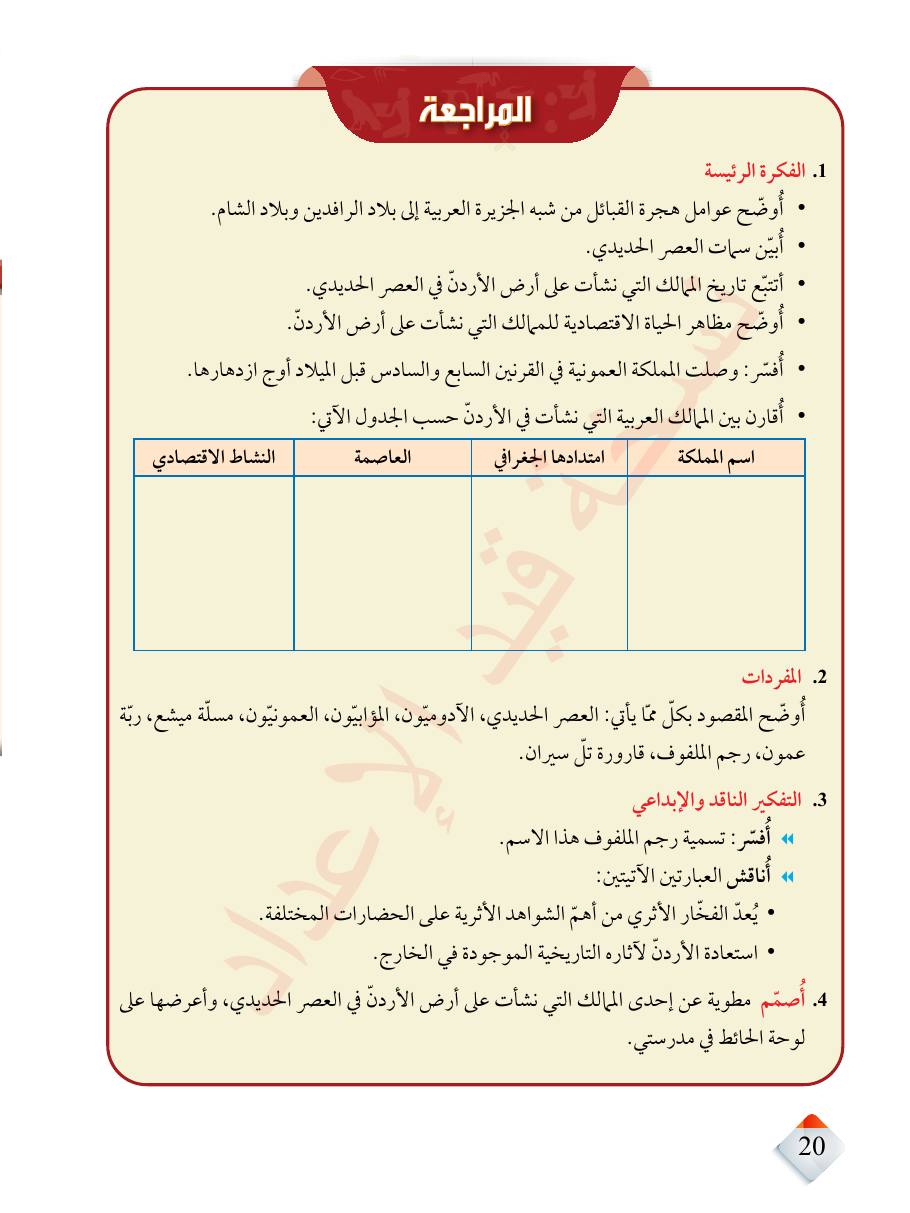 المراجعة
1. الفكرة الرئيسة
• أُوضّح عوامل هجرة القبائل من شبه الجزيرة العربية إلى بلاد الرافدين وبلاد الشام.
• أُبيّن سمات العصر الحديدي.
• أتتبّع تاريخ الممالك التي نشأت على أرض الأردنّ في العصر الحديدي.
• أُوضّح مظاهر الحياة الاقتصادية للممالك التي نشأت على أرض الأردنّ.
• أُفسّر: وصلت المملكة العمونية في القرنين السابع والسادس قبل الميلاد أوج ازدهارها.
• أُقارن بين الممالك العربية التي نشأت في الأردنّ حسب الجدول الآتي:
اسم المملكة امتدادها الجغرافي العاصمة النشاط الاقتصادي
2. المفردات
أُوضّح المقصود بكلّ ممّا يأتي: العصر الحديدي، الآدوميّون، المؤابيّون، العمونيّون، مسلّة ميشع، ربّة
عمون، رجم الملفوف، قارورة تلّ سيران.
3. التفكير الناقد والإبداعي
أُفسّر: تسمية رجم الملفوف هذا الاسم.
أُناقش العبارتين الآتيتين:
• يُعدّ الفخّار الأثري من أهمّ الشواهد الأثرية على الحضارات المختلفة.
• استعادة الأردنّ لآثاره التاريخية الموجودة في الخارج.
4. أُصمّم مطوية عن إحدى الممالك التي نشأت على أرض الأردنّ في العصر الحديدي، وأعرضها على
لوحة الحائط في مدرستي.
نسخة قيد الإعداد
20